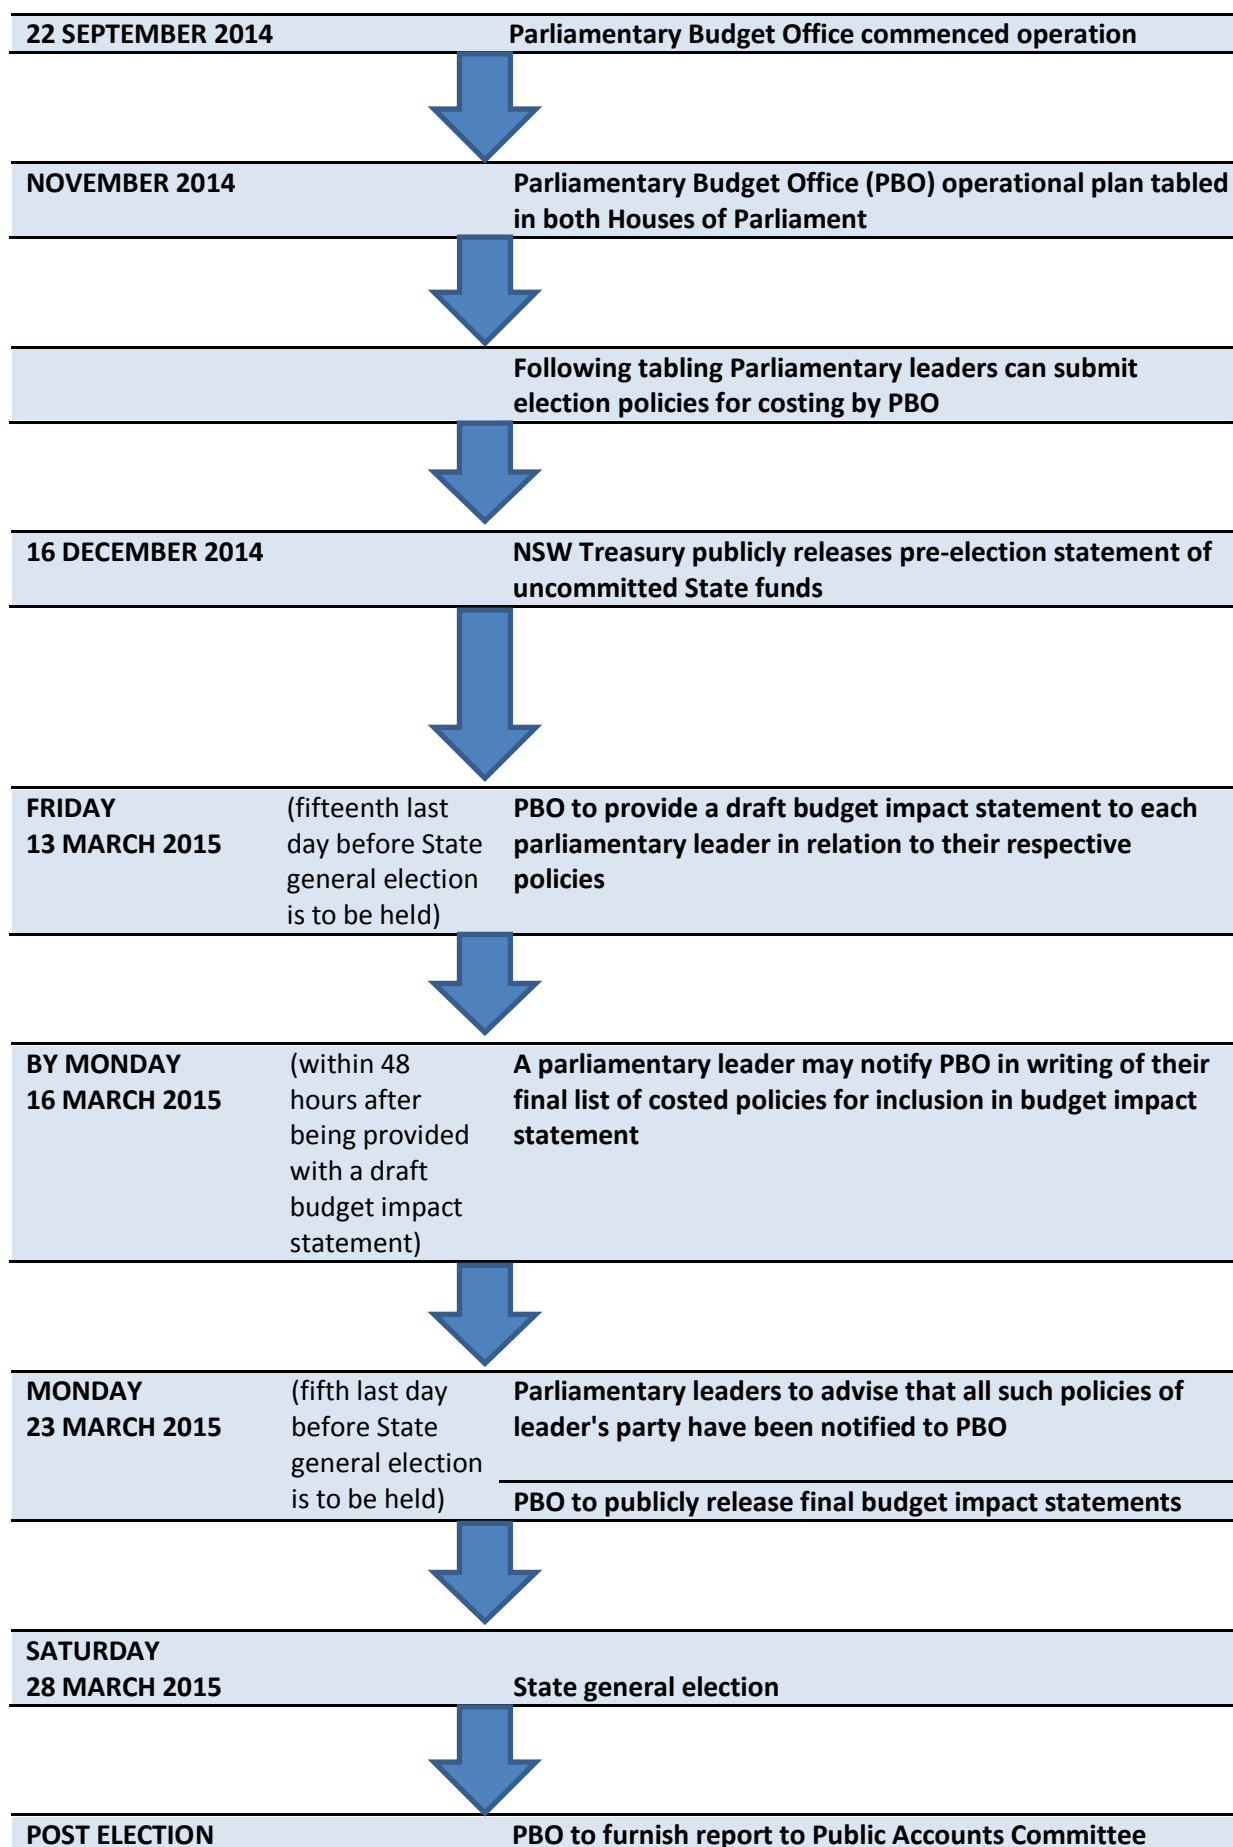 22 SEPTEMBER 2014 Parliamentary Budget Office commenced operation
NOVEMBER 2014 Parliamentary Budget Office (PBO) operational plan tabled
in both Houses of Parliament
Following tabling Parliamentary leaders can submit
election policies for costing by PBO
16 DECEMBER 2014 NSW Treasury publicly releases pre-election statement of
uncommitted State funds
FRIDAY
13 MARCH 2015
(fifteenth last
day before State
general election
is to be held)
PBO to provide a draft budget impact statement to each
parliamentary leader in relation to their respective
policies
BY MONDAY
16 MARCH 2015
(within 48
hours after
being provided
with a draft
budget impact
statement)
A parliamentary leader may notify PBO in writing of their
final list of costed policies for inclusion in budget impact
statement
MONDAY
23 MARCH 2015
(fifth last day
before State
general election
is to be held)
Parliamentary leaders to advise that all such policies of
leader's party have been notified to PBO
PBO to publicly release final budget impact statements
SATURDAY
28 MARCH 2015 State general election
POST ELECTION PBO to furnish report to Public Accounts Committee